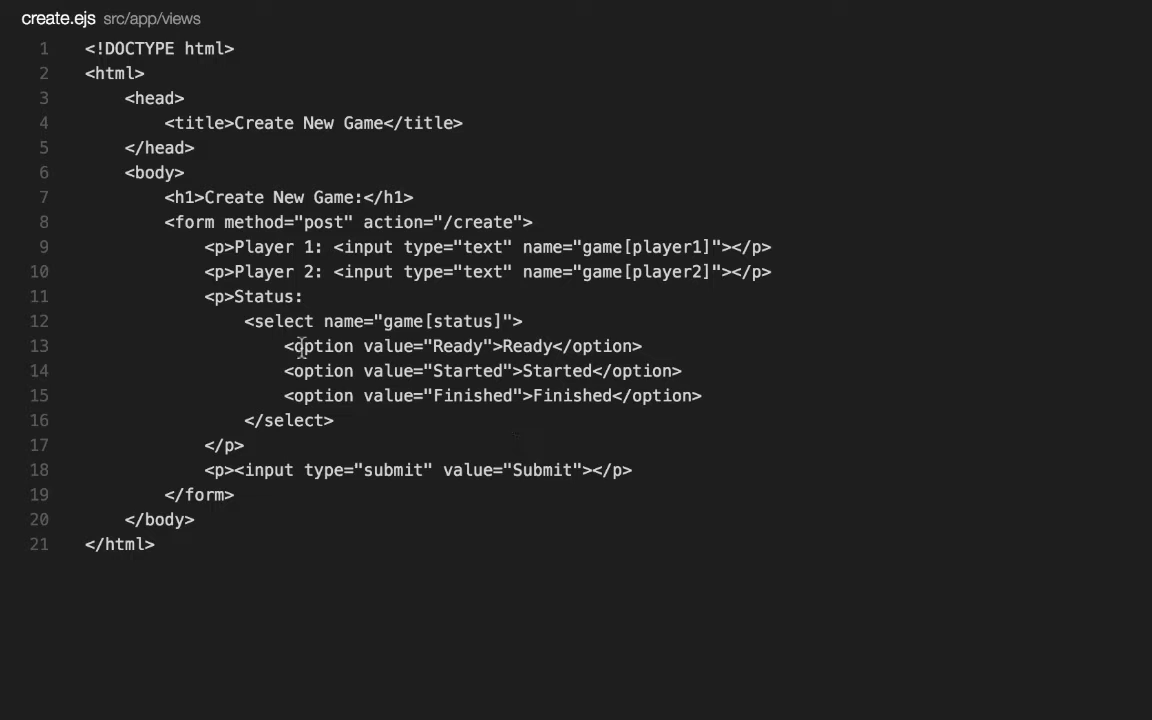 create.ejs src/app/views
1 <!DOCTYPE html>
2 <html>
3 <head>
4 <title>Create New Game</title>
5 </head>
6 <body>
7 <h1>Create New Game:</h1>
8 <form method="post" action="/create">
9 <p>Player 1: <input type="text" name="game[player1]"></p>
10 <p>Player 2: <input type="text" name="game[player2]"></p>
11 <p>Status:
12 <select name="game[status]">
13 <option value="Ready">Ready</option>
14 <option value="Started">Started</option>
15 <option value="Finished">Finished</option>
16 </select>
17 </p>
18 <p><input type="submit" value="Submit"></p>
19 </form>
20 </body>
21 </html>